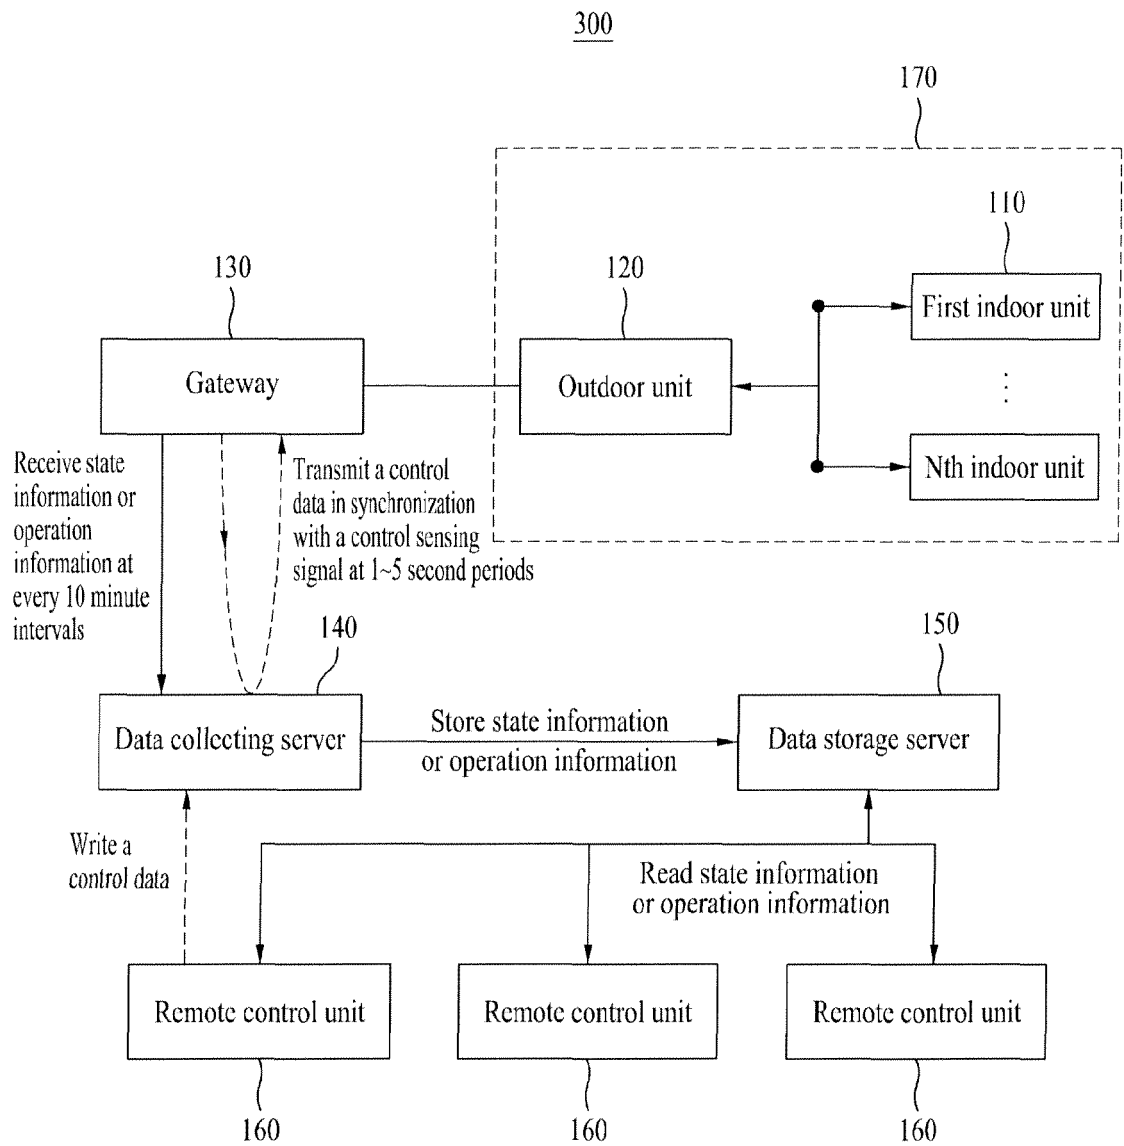 300
170
110
130
120
First indoor unit
Gateway
Outdoor unit
Nth indoor unit
Receive state
information or
operation
information at
every 10 minute
intervals
Transmit a control
data in synchronization
with a control sensing
signal at 1~5 second periods
140
150
Data collecting server
Store state information
or operation information
Data storage server
Write a
control data
Read state information
or operation information
Remote control unit
Remote control unit
Remote control unit
160
160
160